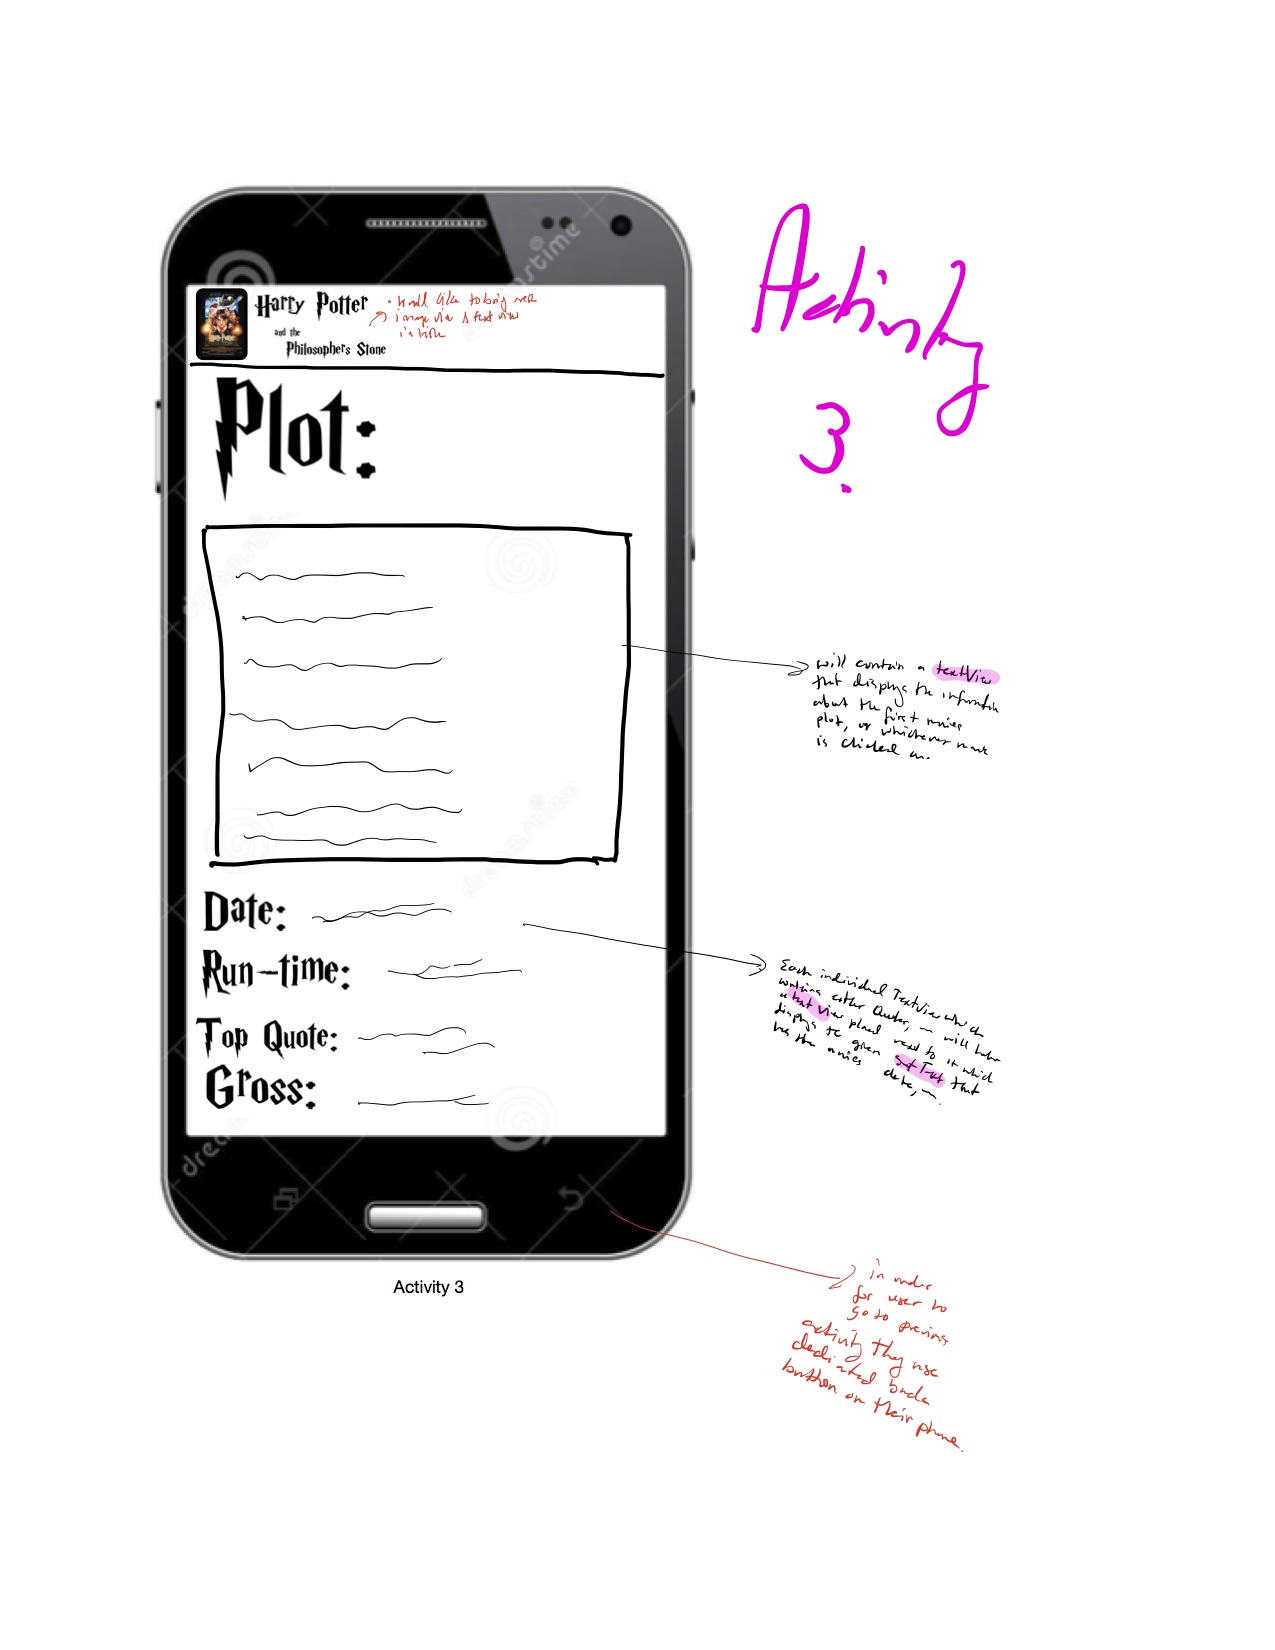 Activity
3.
Harry Potter
and the
Philosophers Stone
would like to bring over
image view & text view
in
Plot:
will contain a textView
that displays the information
about the first movies
plot, or whichever movie
is clicked on.
Date:
Run-time:
Top Quote:
Gross:
Each individual TextView which
contains either Quotes, will have
a text View placed next to it which
displays the given setText that
has the movies data,
in order
for user to
go to previous
activity they use
dedicated back
button on their phone.
Activity 3
dreamstime
dreamstime